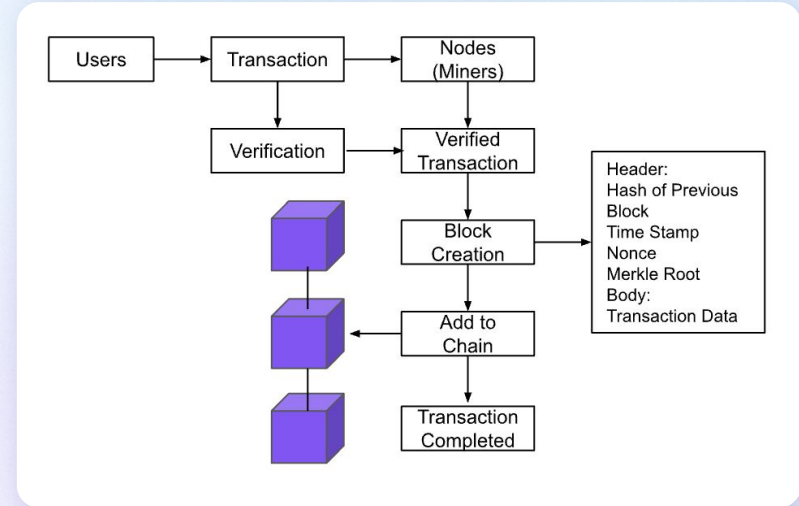 Users
Transaction
Nodes
(Miners)
Verification
Verified
Transaction
Block
Creation
Header:
Hash of Previous
Block
Time Stamp
Nonce
Merkle Root
Body:
Transaction Data
Add to
Chain
Transaction
Completed